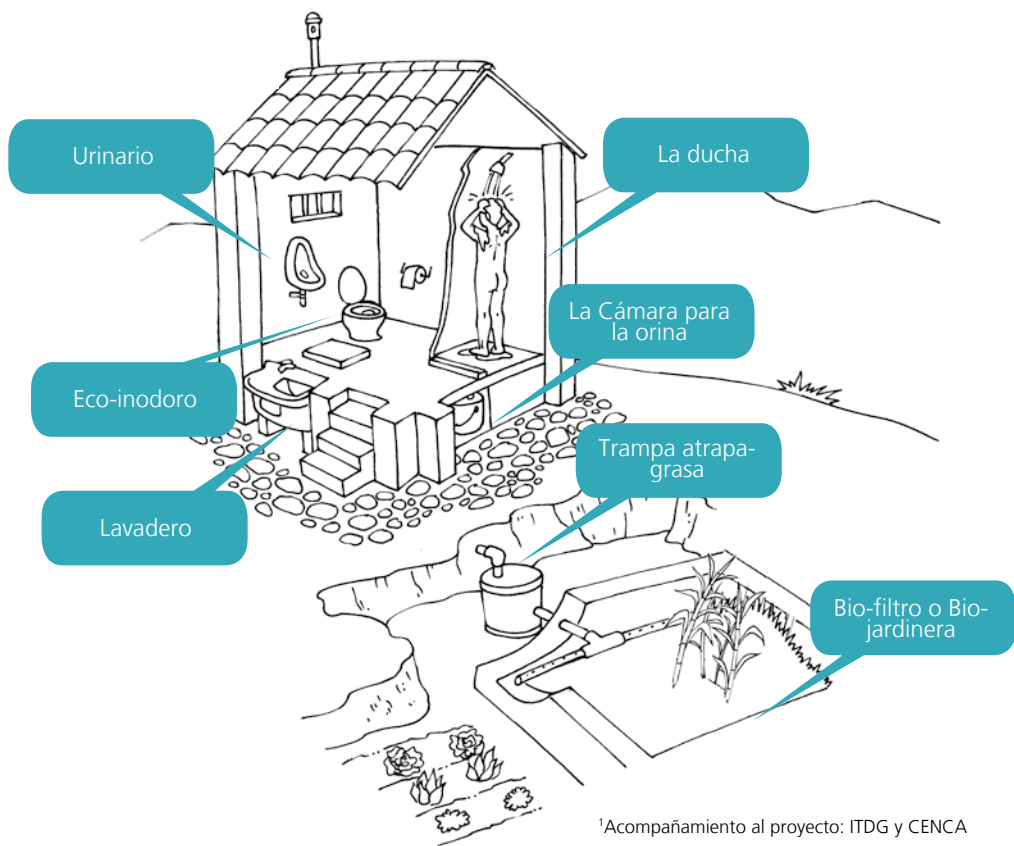 Urinario
La ducha
La Cámara para
la orina
Eco-inodoro
Trampa atrapa-
grasa
Lavadero
Bio-filtro o Bio-
jardinera
¹Acompañamiento al proyecto: ITDG y CENCA